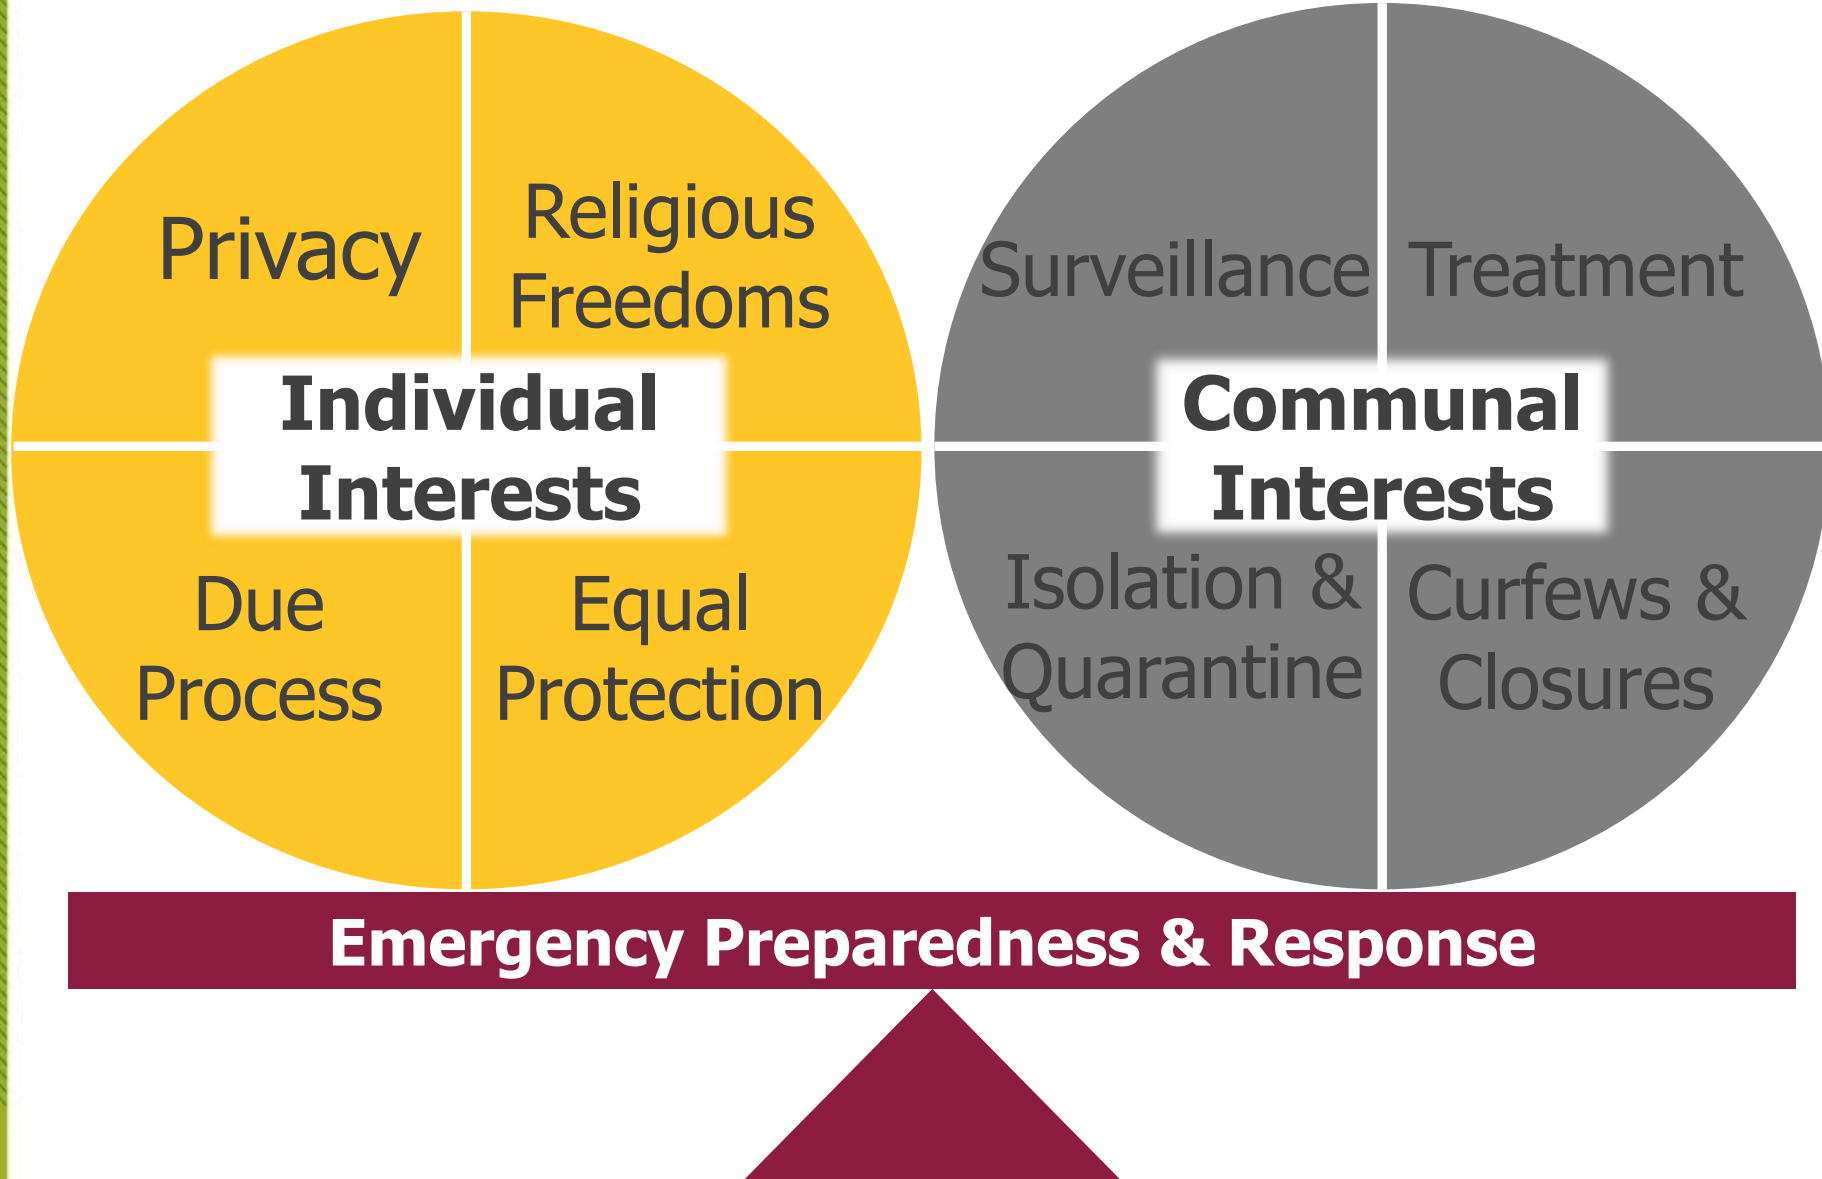 Privacy
Religious
Freedoms
Individual
Interests
Due
Process
Equal
Protection
Surveillance
Treatment
Communal
Interests
Isolation &
Quarantine
Curfews &
Closures
Emergency Preparedness & Response